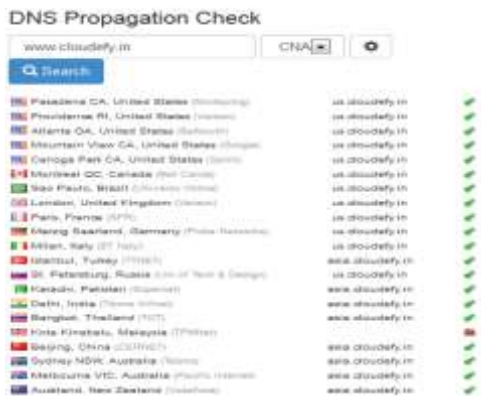 DNS Propagation Check
www.cloudefy.in CNA
Search
Pasadena CA, United States us.cloudefy.in
Providence RI, United States us.cloudefy.in
Atlanta GA, United States us.cloudefy.in
Mountain View CA, United States (Google) us.cloudefy.in
Canoga Park CA, United States (Sprint) us.cloudefy.in
Montreal QC, Canada us.cloudefy.in
Sao Paulo, Brazil us.cloudefy.in
London, United Kingdom us.cloudefy.in
Paris, France us.cloudefy.in
Merzig Saarland, Germany us.cloudefy.in
Milan, Italy us.cloudefy.in
Istanbul, Turkey asia.cloudefy.in
St. Petersburg, Russia us.cloudefy.in
Karachi, Pakistan asia.cloudefy.in
Delhi, India asia.cloudefy.in
Bangkok, Thailand asia.cloudefy.in
Kota Kinabalu, Malaysia
Beijing, China (CERNET) asia.cloudefy.in
Sydney NSW, Australia (Telstra) asia.cloudefy.in
Melbourne VIC, Australia asia.cloudefy.in
Auckland, New Zealand asia.cloudefy.in